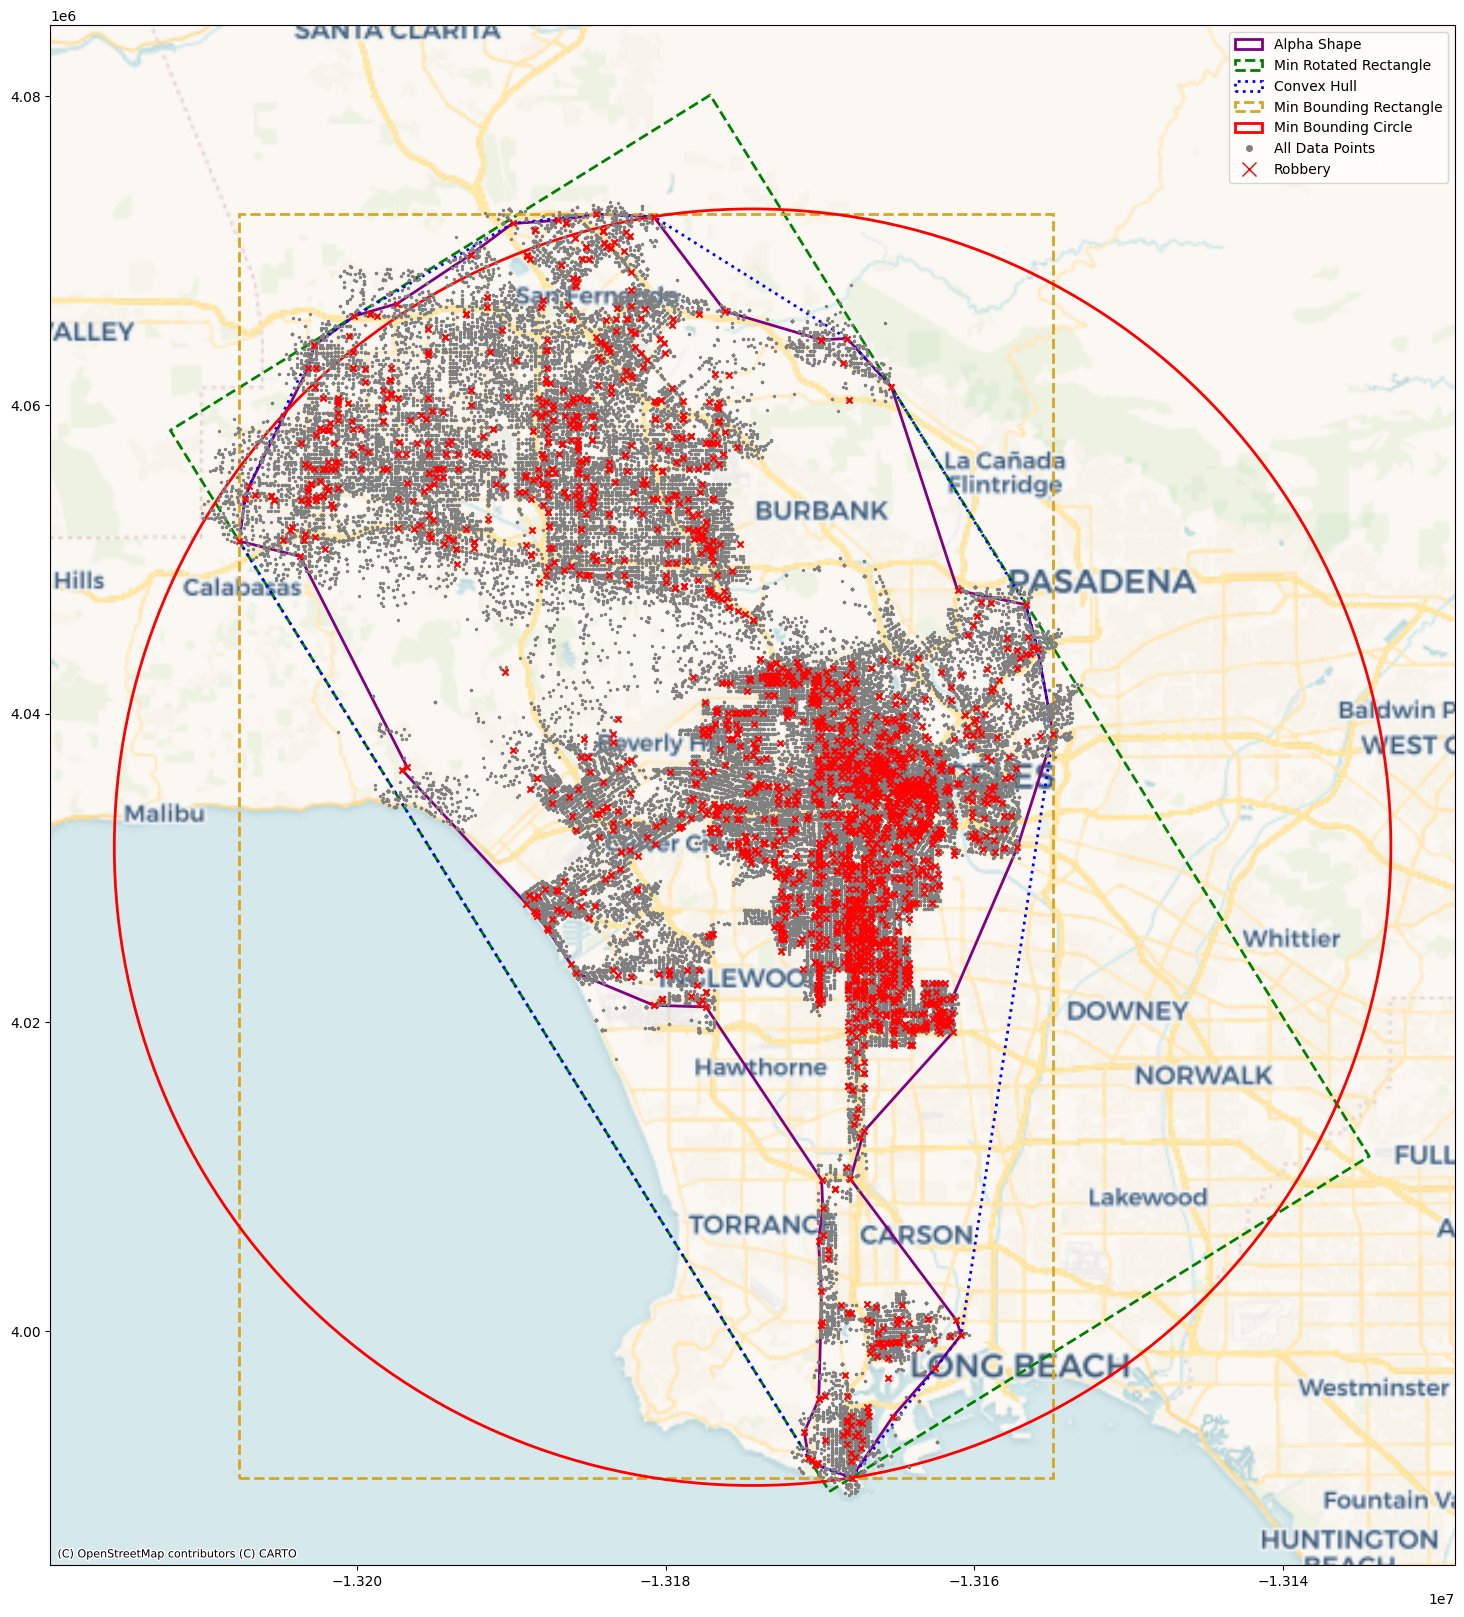 1e6
SANTA CLARITA
Alpha Shape
Min Rotated Rectangle
Convex Hull
Min Bounding Rectangle
Min Bounding Circle
All Data Points
Robbery
4.08
San Fernando
VALLEY
4.06
La Cañada
Flintridge
BURBANK
Hills
Calabasas
PASADENA
4.04
Baldwin P
Beverly Hi
WEST C
Malibu
Whittier
INGLEWOO
4.02
DOWNEY
Hawthorne
NORWALK
FULL
Lakewood
TORRANC
CARSON
A
4.00
LONG BEACH
Westminster
Fountain Va
HUNTINGTON
BEACH
(C) OpenStreetMap contributors (C) CARTO
−1.320
−1.318
−1.316
−1.314
1e7